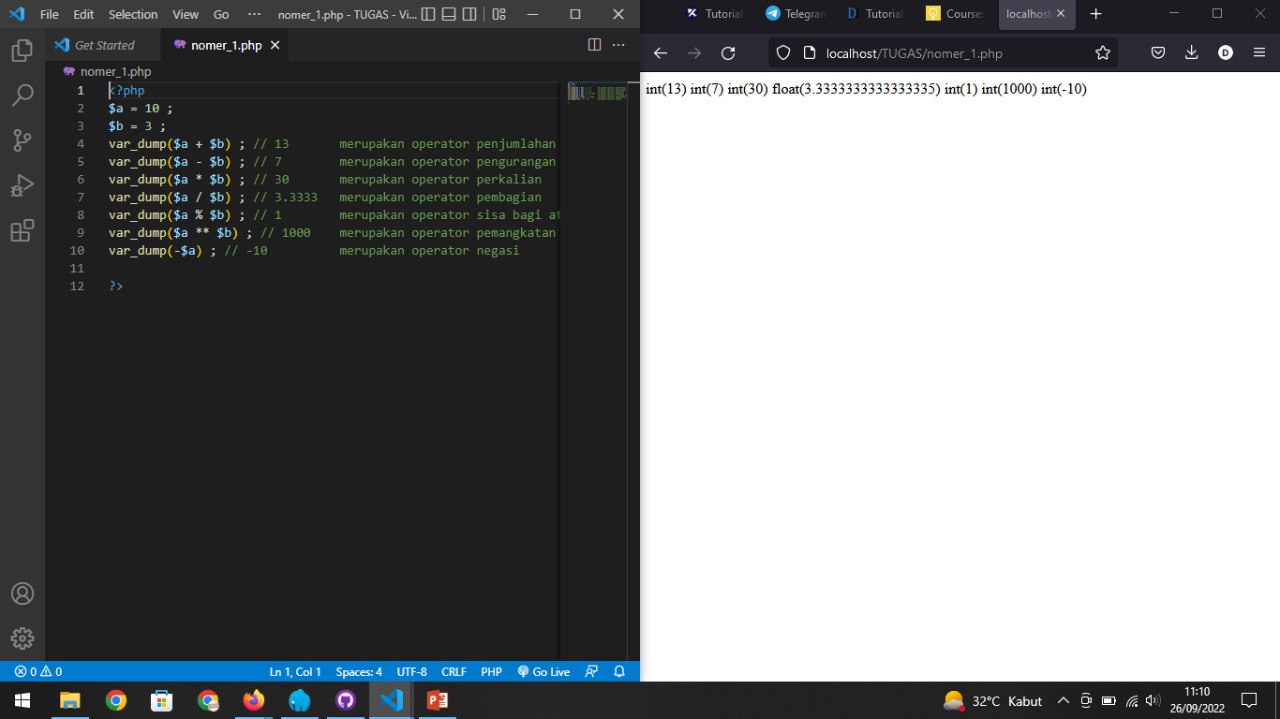 File Edit Selection View Go ··· nomer_1.php - TUGAS - Vi...
Get Started nomer_1.php
nomer_1.php
1 <?php
2 $a = 10 ;
3 $b = 3 ;
4 var_dump($a + $b) ; // 13 merupakan operator penjumlahan
5 var_dump($a - $b) ; // 7 merupakan operator pengurangan
6 var_dump($a * $b) ; // 30 merupakan operator perkalian
7 var_dump($a / $b) ; // 3.3333 merupakan operator pembagian
8 var_dump($a % $b) ; // 1 merupakan operator sisa bagi at
9 var_dump($a ** $b) ; // 1000 merupakan operator pemangkatan
10 var_dump(-$a) ; // -10 merupakan operator negasi
11
12 ?>
0 0 Ln 1, Col 1 Spaces: 4 UTF-8 CRLF PHP Go Live
Tutorial Telegram Tutorial Course: localhost
localhost/TUGAS/nomer_1.php
D
int(13) int(7) int(30) float(3.3333333333333335) int(1) int(1000) int(-10)
32°C Kabut
11:10
26/09/2022